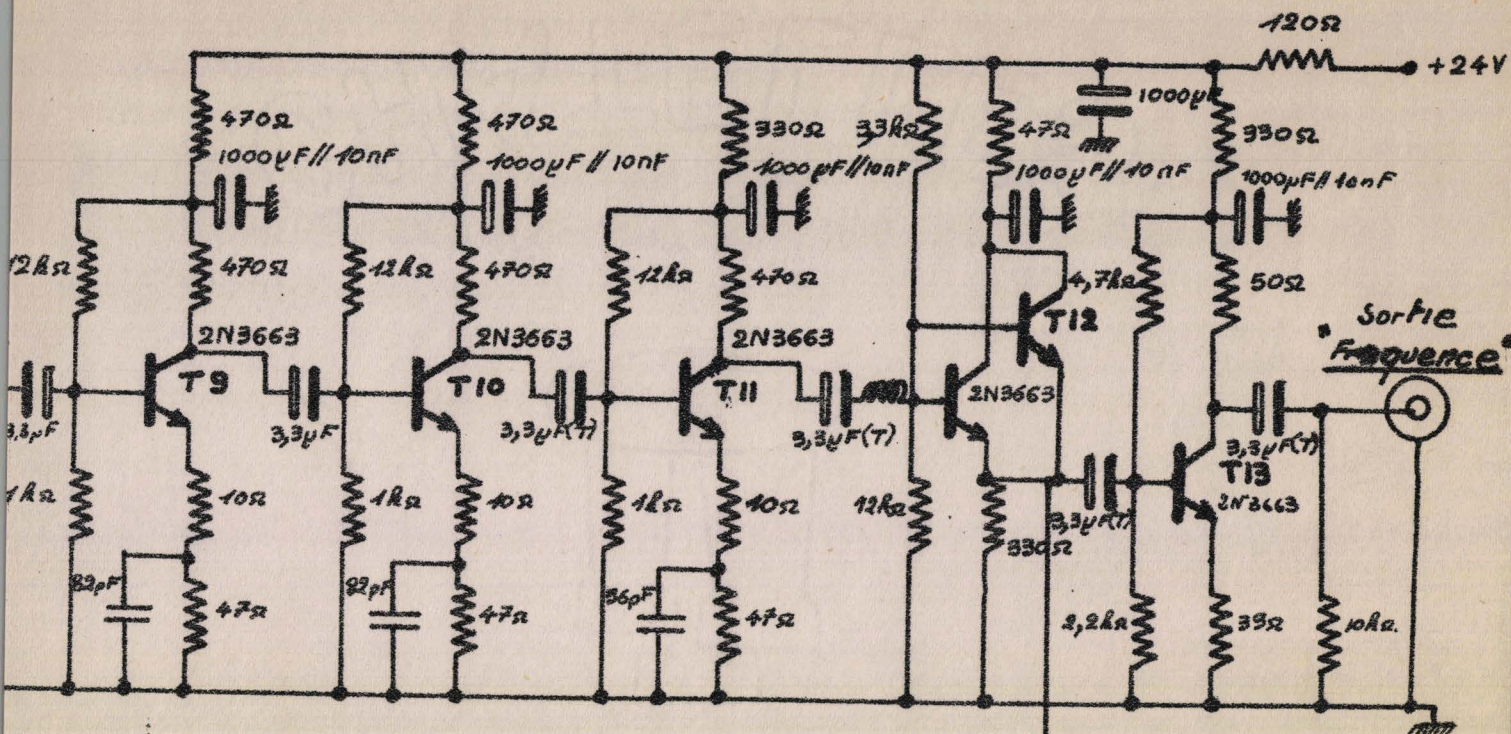 120Ω
+24V
470Ω
1000µF//10nF
470Ω
1000µF//10nF
330Ω
1000µF//10nF
3,3kΩ
47Ω
1000µF//10nF
1000µF
330Ω
1000µF//10nF
12kΩ
470Ω
12kΩ
470Ω
12kΩ
470Ω
4,7kΩ
50Ω
2N3663
T9
2N3663
T10
2N3663
T11
2N3663
T12
"Sortie
Fréquence"
3,3µF
3,3µF
3,3µF(T)
3,3µF(T)
3,3µF(T)
3,3µF(T)
T13
2N3663
1kΩ
10Ω
1kΩ
10Ω
1kΩ
10Ω
12kΩ
330Ω
82pF
47Ω
82pF
47Ω
56pF
47Ω
2,2kΩ
39Ω
10kΩ